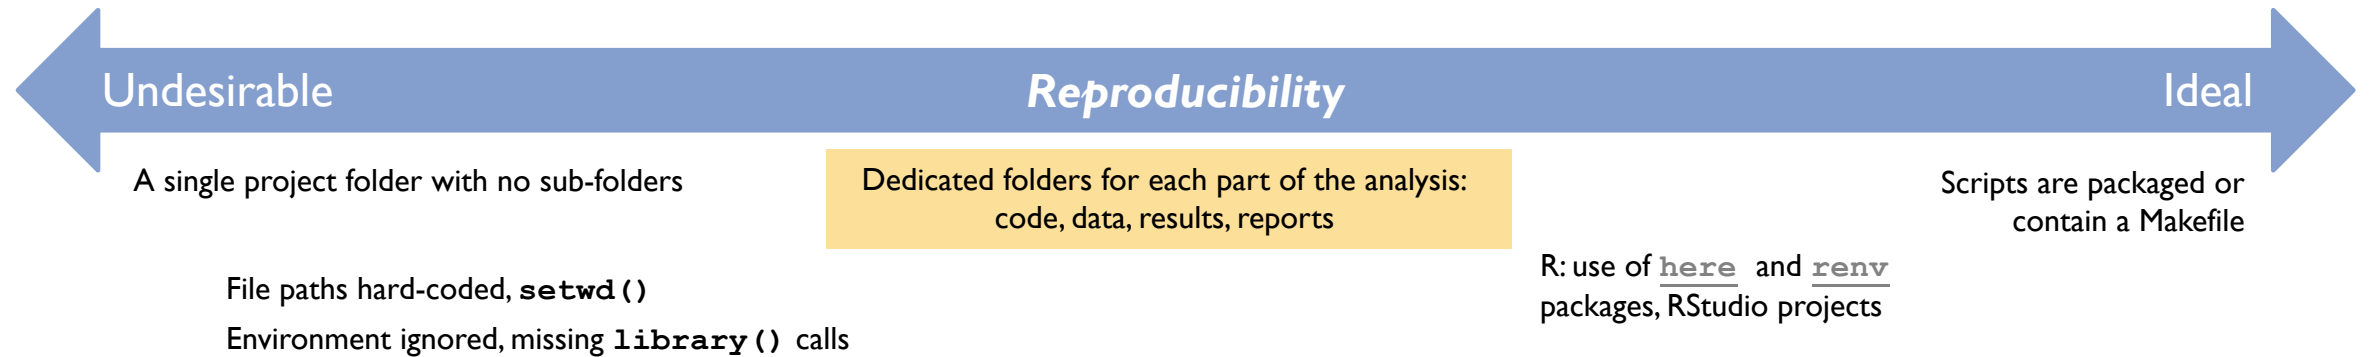 Undesirable
Reproducibility
Ideal
A single project folder with no sub-folders
Dedicated folders for each part of the analysis:
code, data, results, reports
Scripts are packaged or
contain a Makefile
File paths hard-coded, setwd()
Environment ignored, missing library() calls
R: use of here and renv
packages, RStudio projects